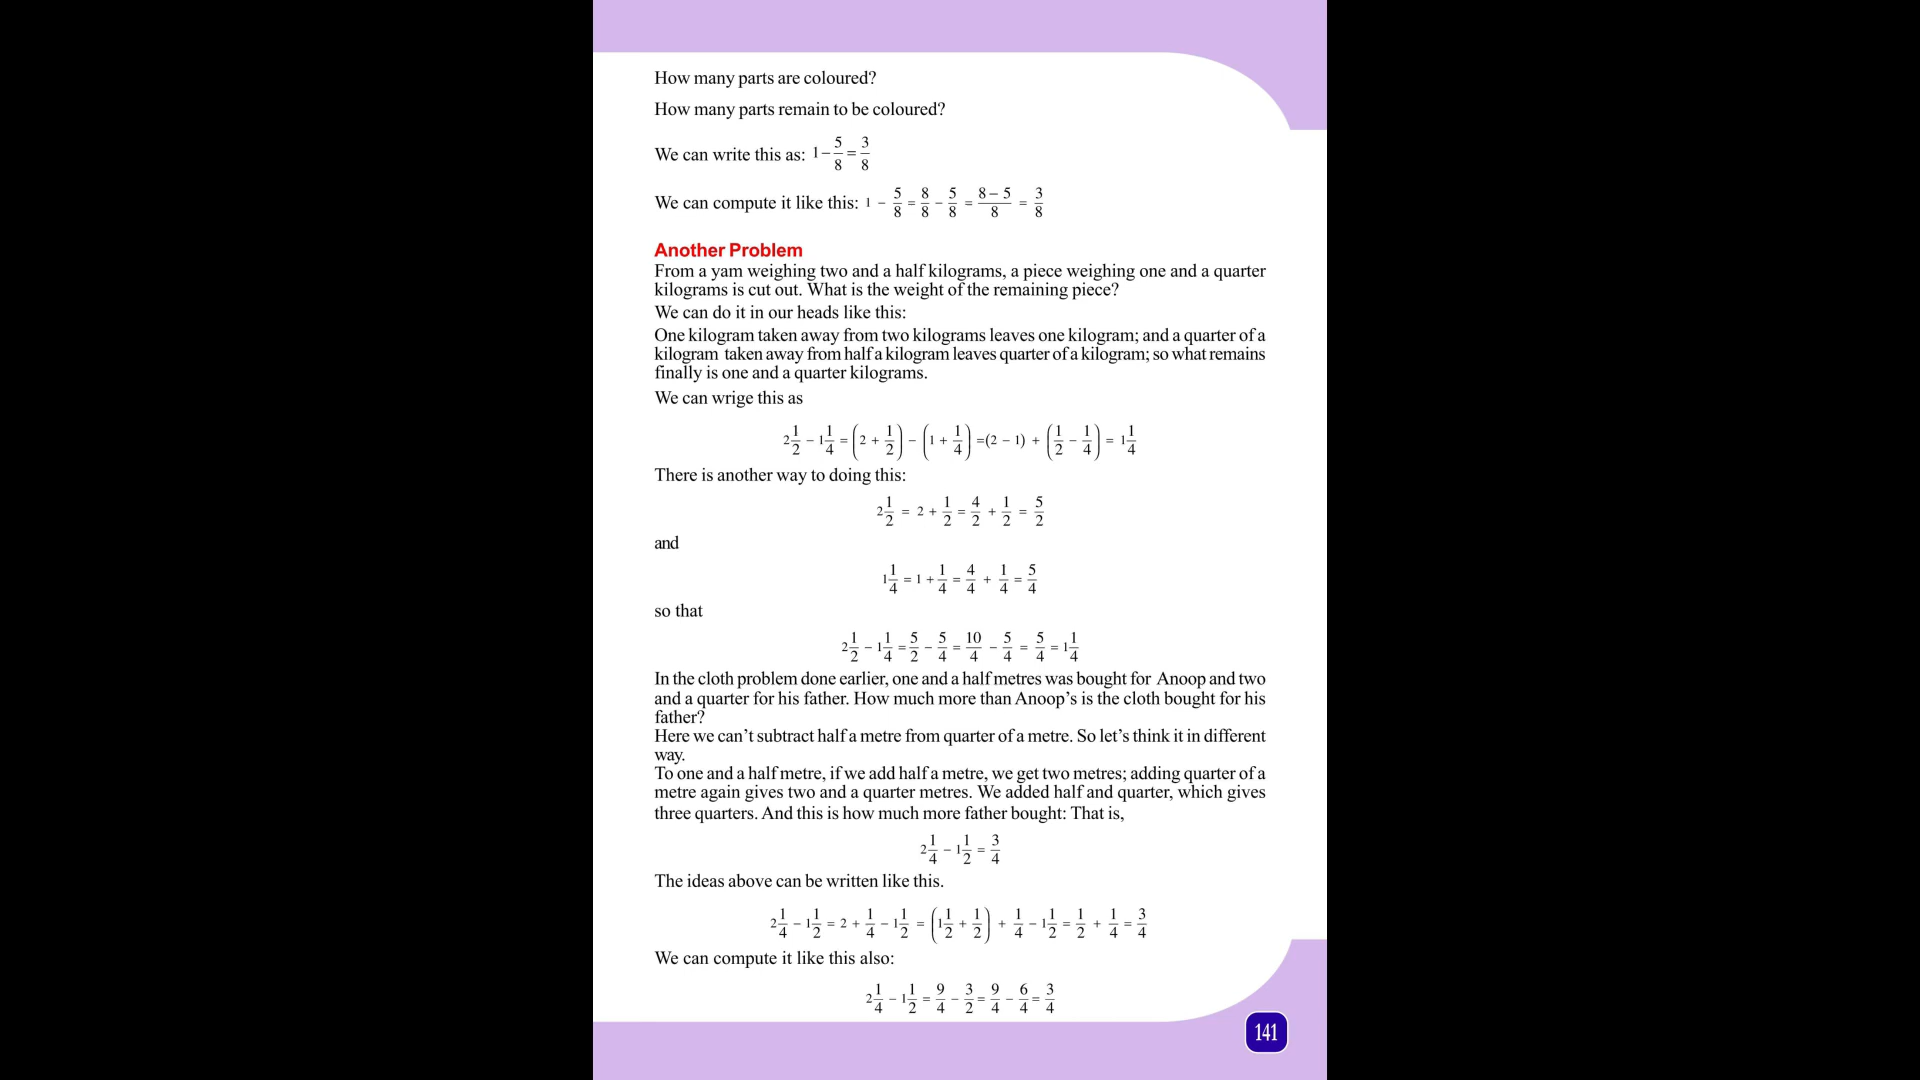 How many parts are coloured?
How many parts remain to be coloured?
We can write this as: 1 − 5/8 = 3/8
We can compute it like this: 1 − 5/8 = 8/8 − 5/8 = (8 − 5)/8 = 3/8
Another Problem
From a yam weighing two and a half kilograms, a piece weighing one and a quarter
kilograms is cut out. What is the weight of the remaining piece?
We can do it in our heads like this:
One kilogram taken away from two kilograms leaves one kilogram; and a quarter of a
kilogram taken away from half a kilogram leaves quarter of a kilogram; so what remains
finally is one and a quarter kilograms.
We can wrige this as
2 1/2 − 1 1/4 = (2 + 1/2) − (1 + 1/4) = (2 − 1) + (1/2 − 1/4) = 1 1/4
There is another way to doing this:
2 1/2 = 2 + 1/2 = 4/2 + 1/2 = 5/2
and
1 1/4 = 1 + 1/4 = 4/4 + 1/4 = 5/4
so that
2 1/2 − 1 1/4 = 5/2 − 5/4 = 10/4 − 5/4 = 5/4 = 1 1/4
In the cloth problem done earlier, one and a half metres was bought for Anoop and two
and a quarter for his father. How much more than Anoop’s is the cloth bought for his
father?
Here we can’t subtract half a metre from quarter of a metre. So let’s think it in different
way.
To one and a half metre, if we add half a metre, we get two metres; adding quarter of a
metre again gives two and a quarter metres. We added half and quarter, which gives
three quarters. And this is how much more father bought: That is,
2 1/4 − 1 1/2 = 3/4
The ideas above can be written like this.
2 1/4 − 1 1/2 = 2 + 1/4 − 1 1/2 = (1 1/2 + 1/2) + 1/4 − 1 1/2 = 1/2 + 1/4 = 3/4
We can compute it like this also:
2 1/4 − 1 1/2 = 9/4 − 3/2 = 9/4 − 6/4 = 3/4
141